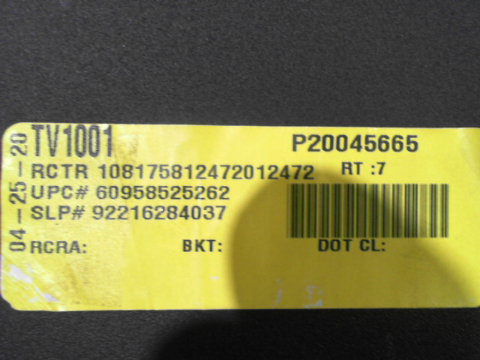 04-25-20
TV1001 P20045665
RCTR 108175812472012472 RT :7
UPC# 60958525262
SLP# 92216284037
RCRA: BKT: DOT CL: